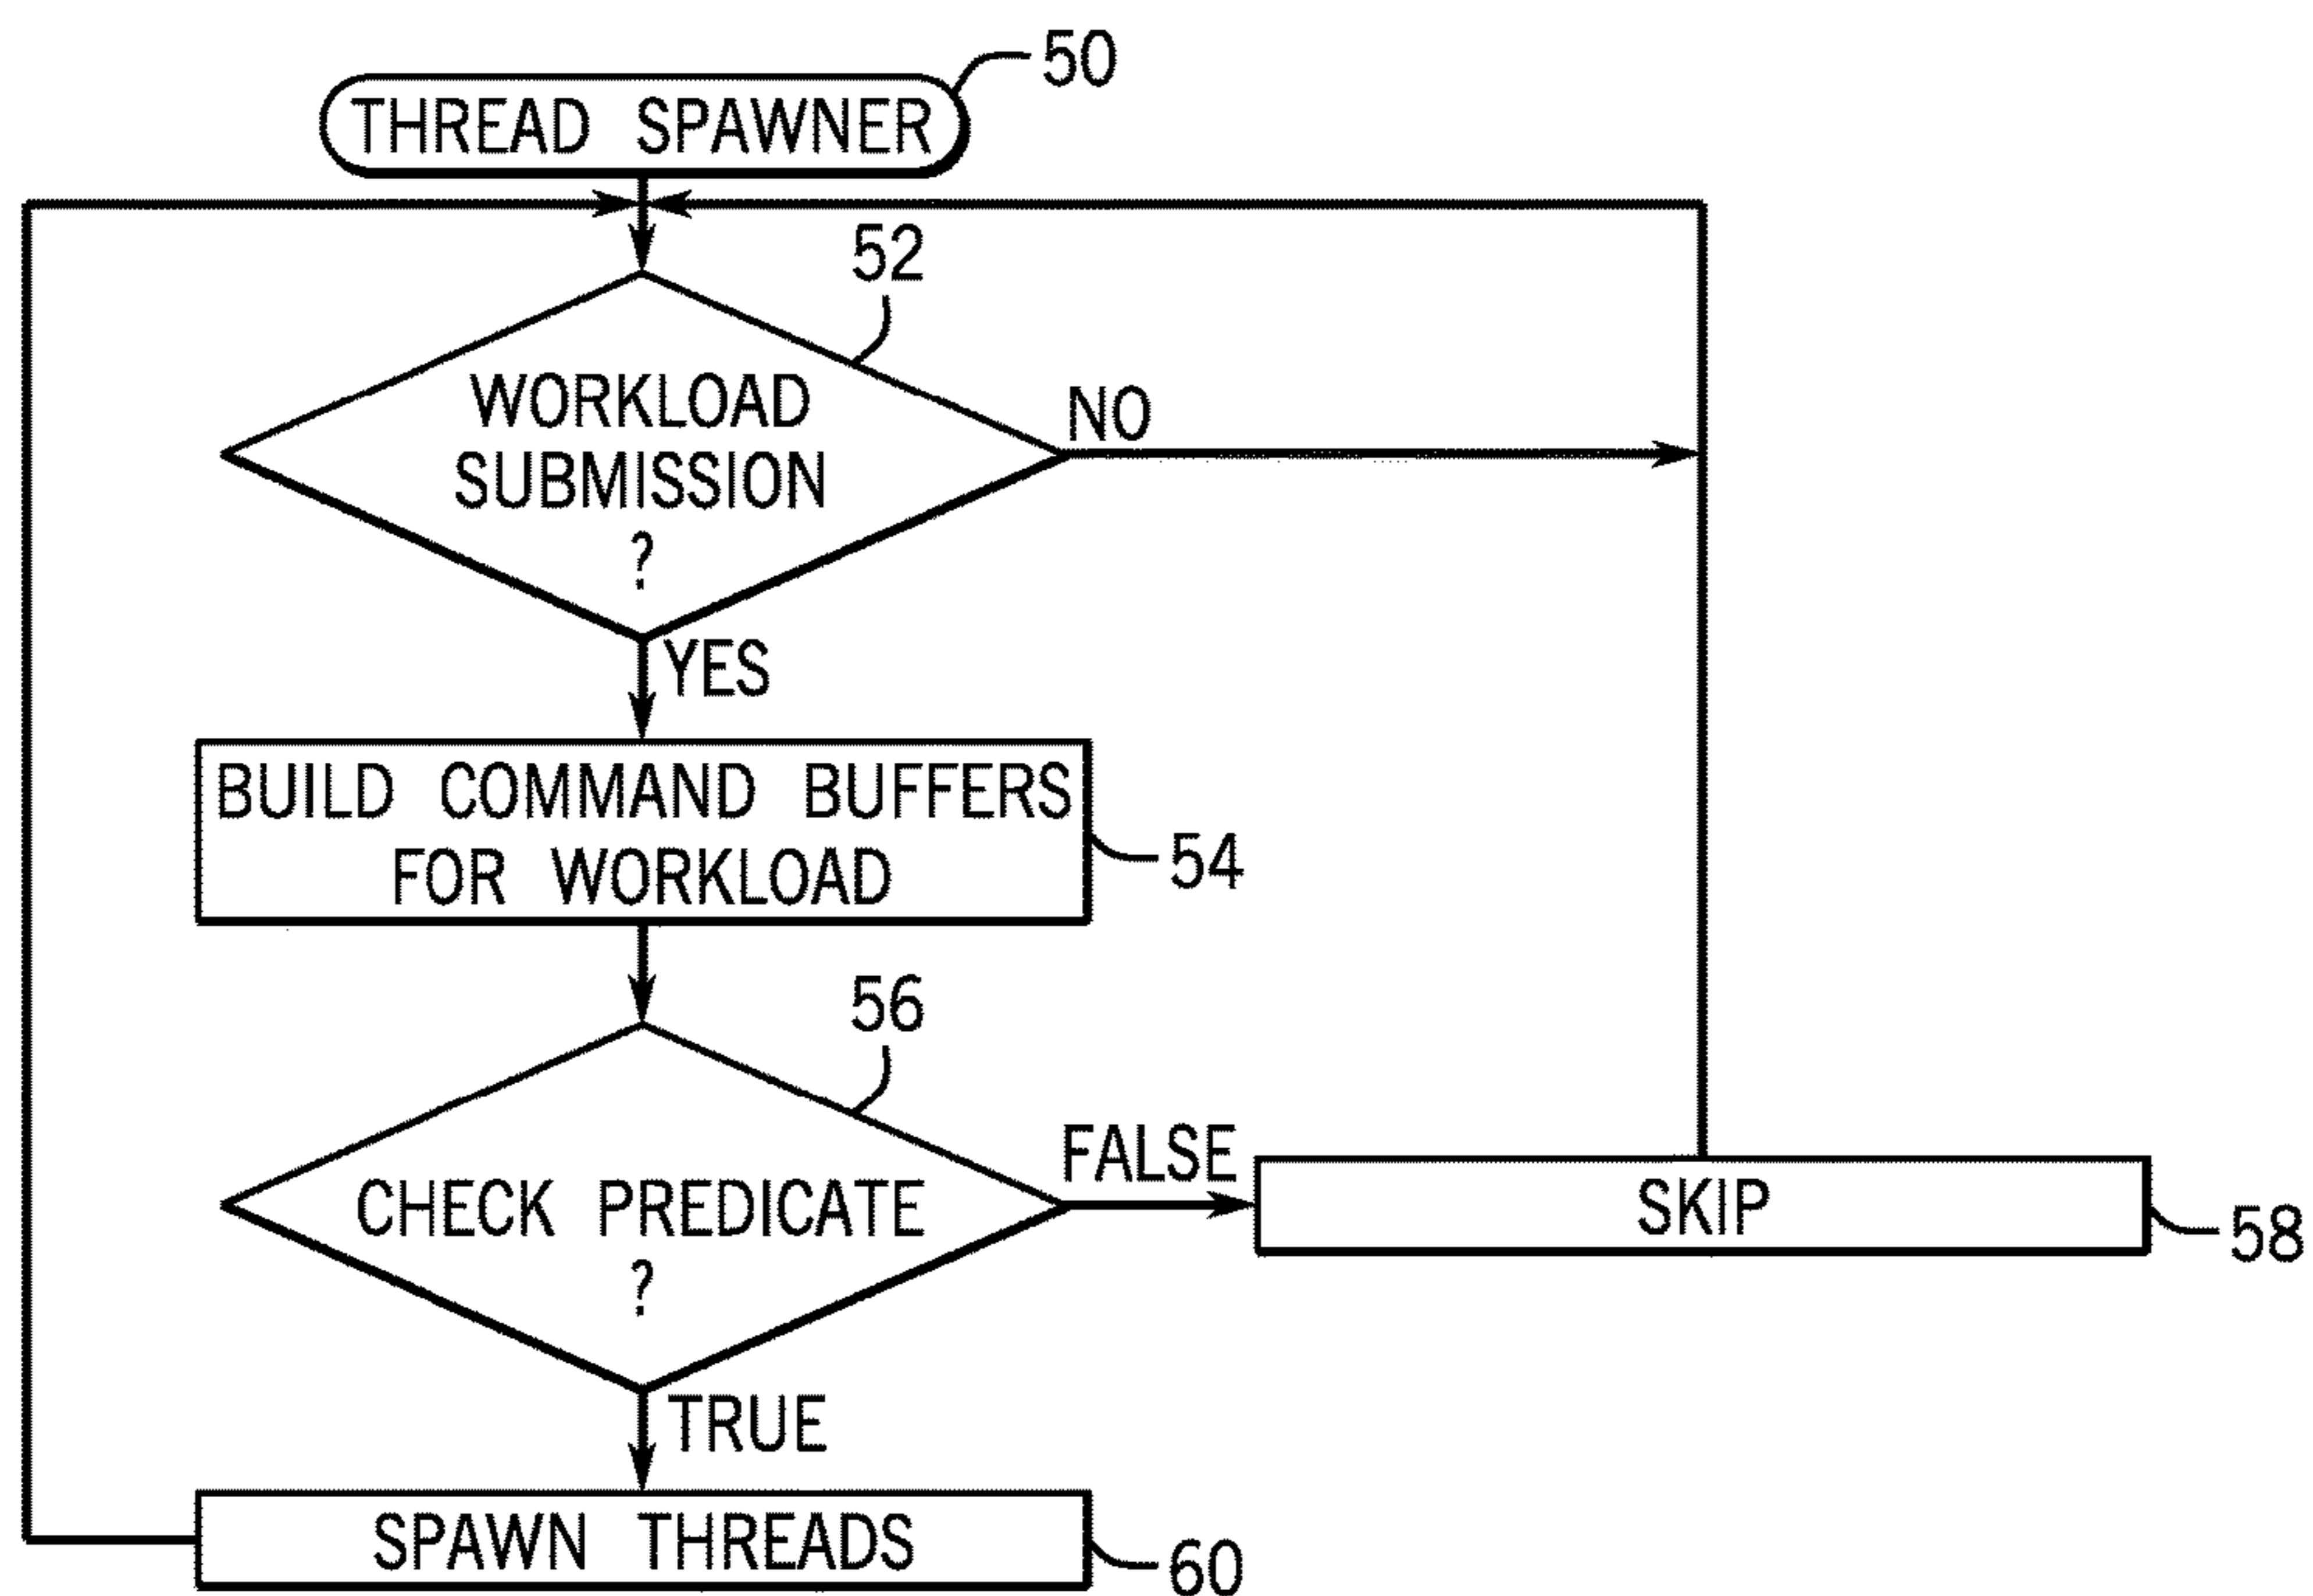 THREAD SPAWNER
50
52
WORKLOAD
SUBMISSION
?
NO
YES
BUILD COMMAND BUFFERS
FOR WORKLOAD
54
56
CHECK PREDICATE
?
FALSE
SKIP
58
TRUE
SPAWN THREADS
60